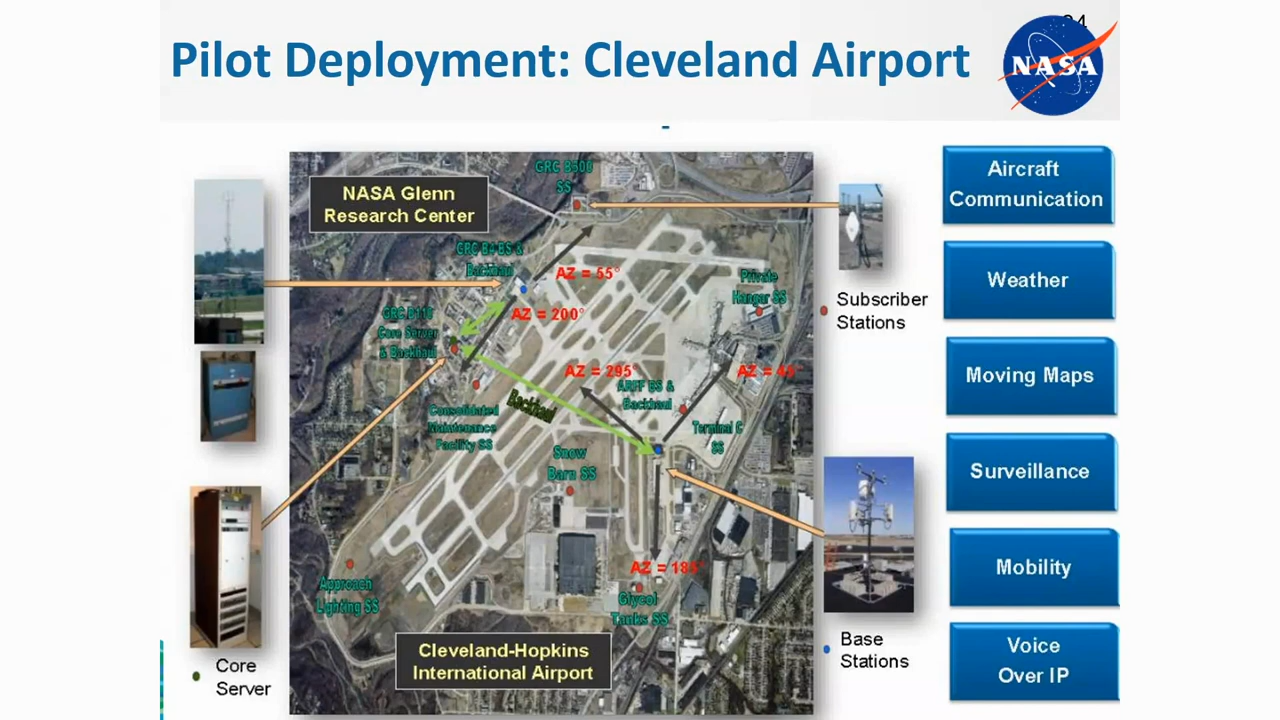 Pilot Deployment: Cleveland Airport
NASA
NASA Glenn
Research Center
GRC B500
SS
GRC B4 BS &
Backhaul
AZ = 55°
AZ = 200°
Private
Hangar SS
GRC B110
Core Server
& Backhaul
AZ = 295°
AZ = 45°
ARFF BS &
Backhaul
Backhaul
Consolidated
Maintenance
Facility SS
Terminal C
SS
Snow
Barn SS
AZ = 185°
Approach
Lighting SS
Glycol
Tanks SS
Cleveland-Hopkins
International Airport
Core
Server
Subscriber
Stations
Base
Stations
Aircraft
Communication
Weather
Moving Maps
Surveillance
Mobility
Voice
Over IP